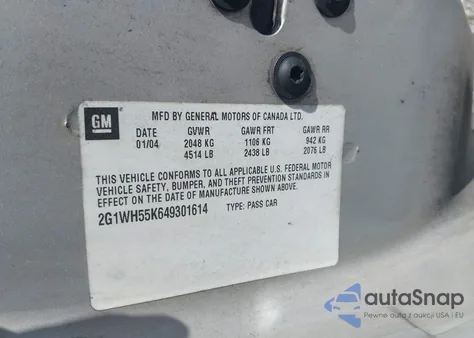 GM
MFD BY GENERAL MOTORS OF CANADA LTD.
DATE GVWR GAWR FRT GAWR RR
01/04 2048 KG 1106 KG 942 KG
4514 LB 2438 LB 2076 LB
THIS VEHICLE CONFORMS TO ALL APPLICABLE U.S. FEDERAL MOTOR
VEHICLE SAFETY, BUMPER, AND THEFT PREVENTION STANDARDS IN
EFFECT ON THE DATE OF MANUFACTURE SHOWN ABOVE.
2G1WH55K649301614 TYPE: PASS CAR
autoSnap
Pewne auta z aukcji USA i EU